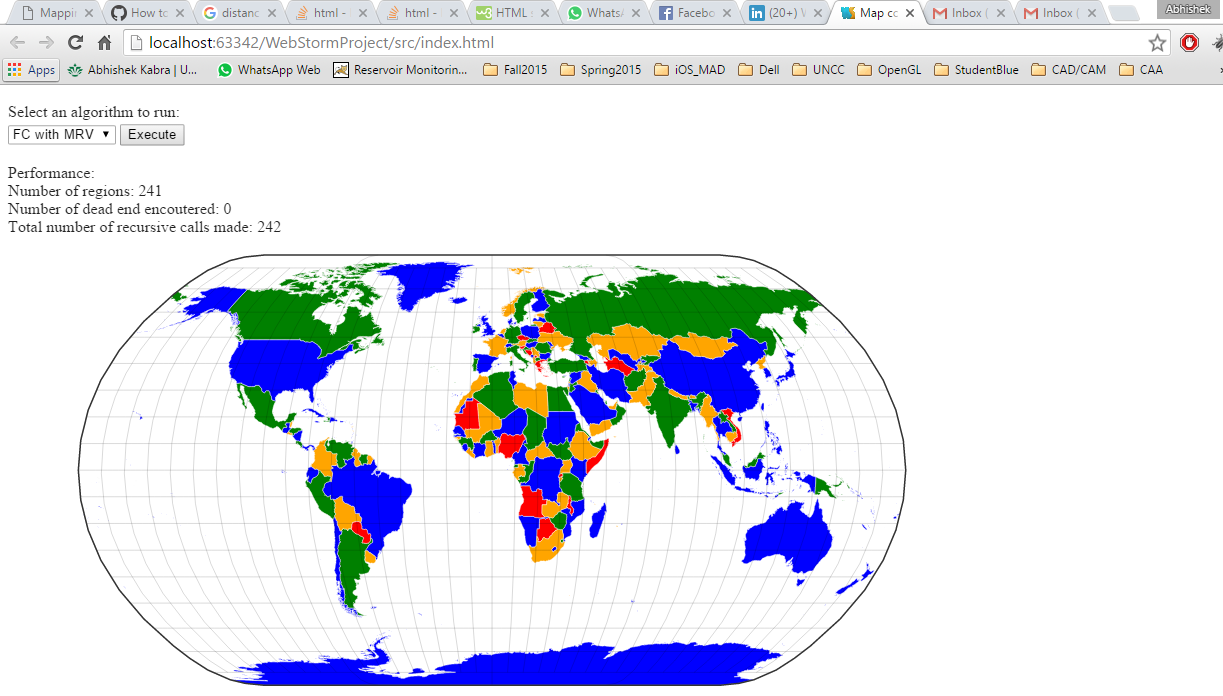 Mappi
How to
distanc
html -
html -
HTML
WhatsA
Facebo
(20+)
Map co
Inbox (
Inbox (
Abhishek
localhost:63342/WebStormProject/src/index.html
Apps
Abhishek Kabra | U...
WhatsApp Web
Reservoir Monitorin...
Fall2015
Spring2015
iOS_MAD
Dell
UNCC
OpenGL
StudentBlue
CAD/CAM
CAA
Select an algorithm to run:
FC with MRV
Execute
Performance:
Number of regions: 241
Number of dead end encoutered: 0
Total number of recursive calls made: 242